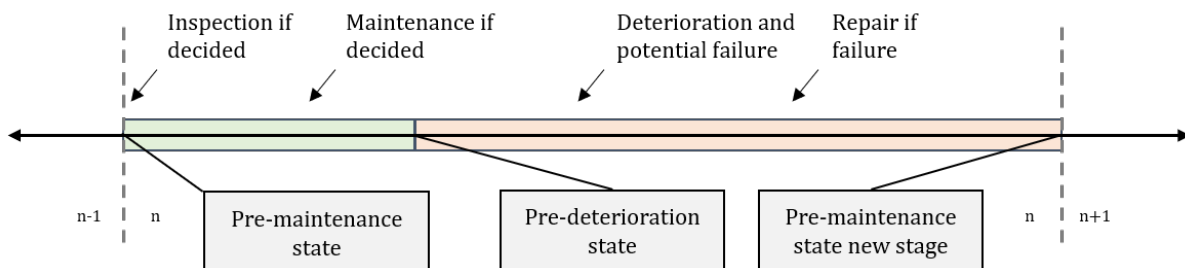 Inspection if
decided
Maintenance if
decided
Deterioration and
potential failure
Repair if
failure
n-1
n
Pre-maintenance
state
Pre-deterioration
state
Pre-maintenance
state new stage
n
n+1